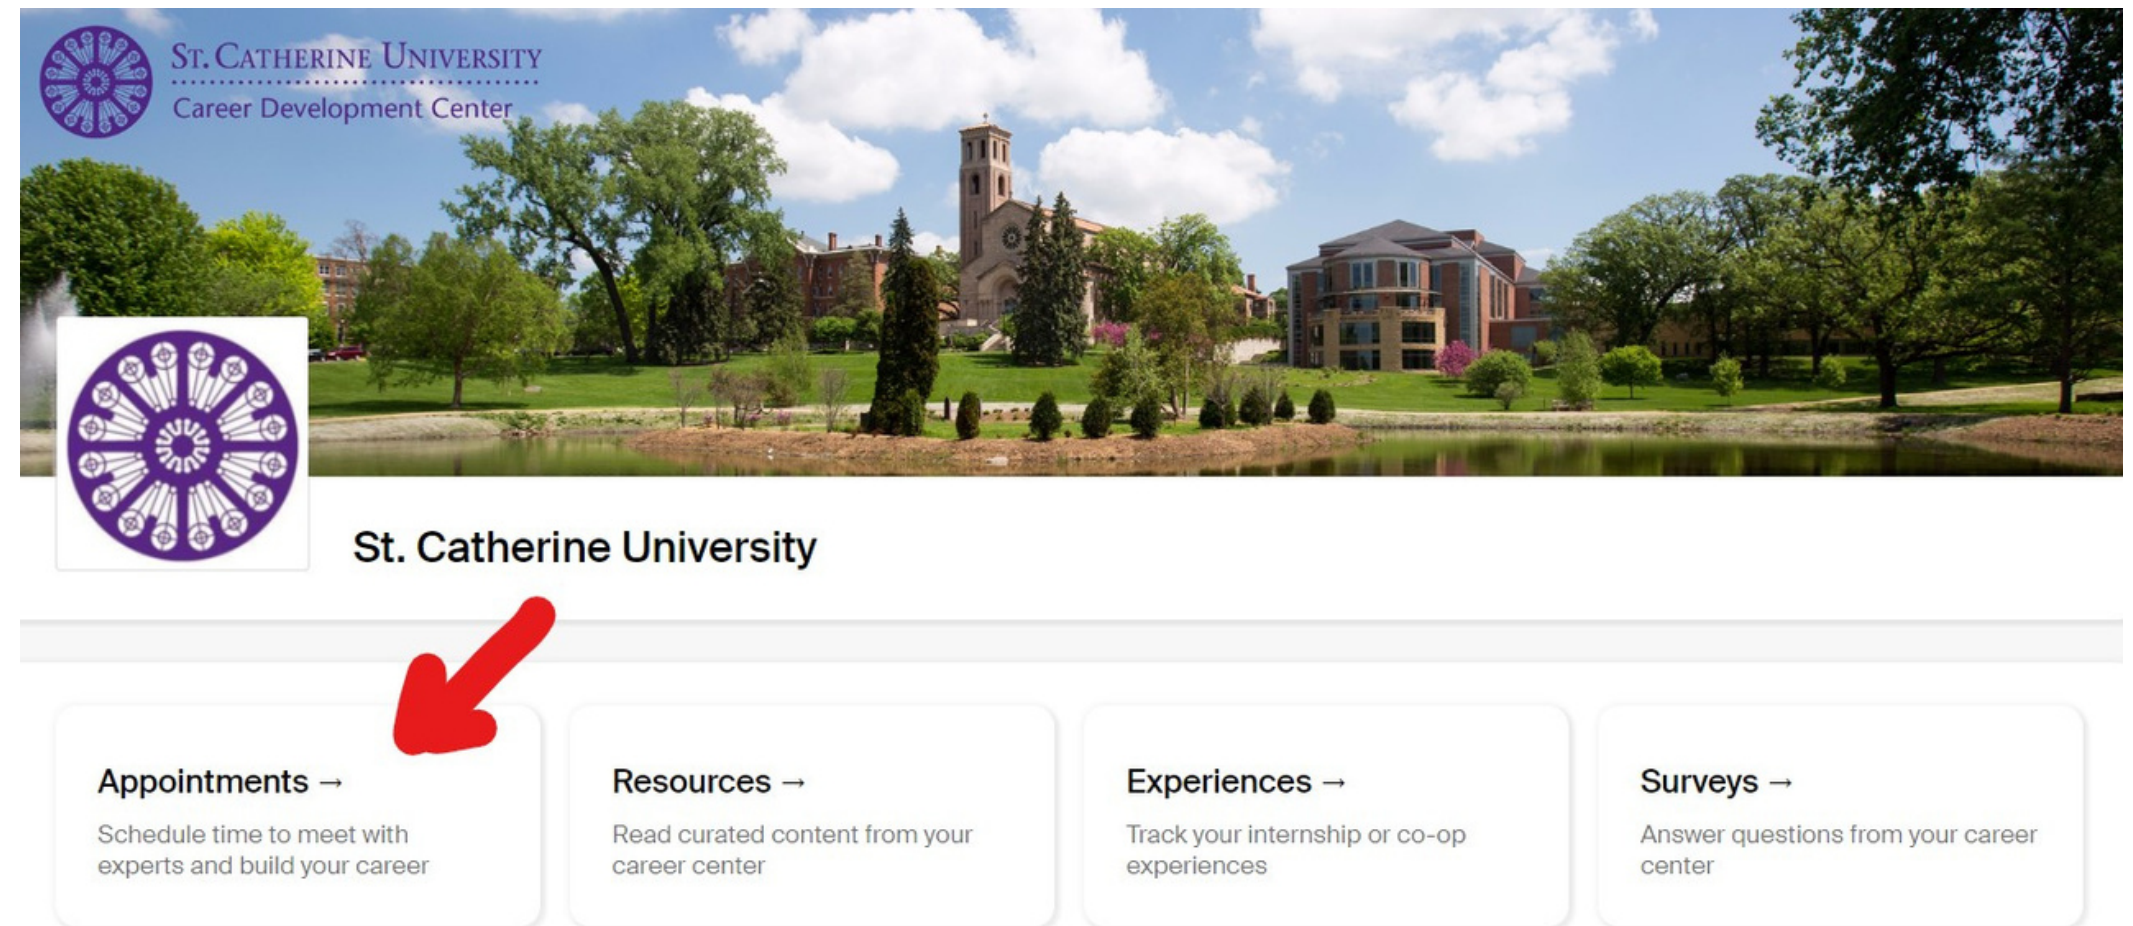 ST. CATHERINE UNIVERSITY
Career Development Center
St. Catherine University
Appointments →
Schedule time to meet with
experts and build your career
Resources →
Read curated content from your
career center
Experiences →
Track your internship or co-op
experiences
Surveys →
Answer questions from your career
center